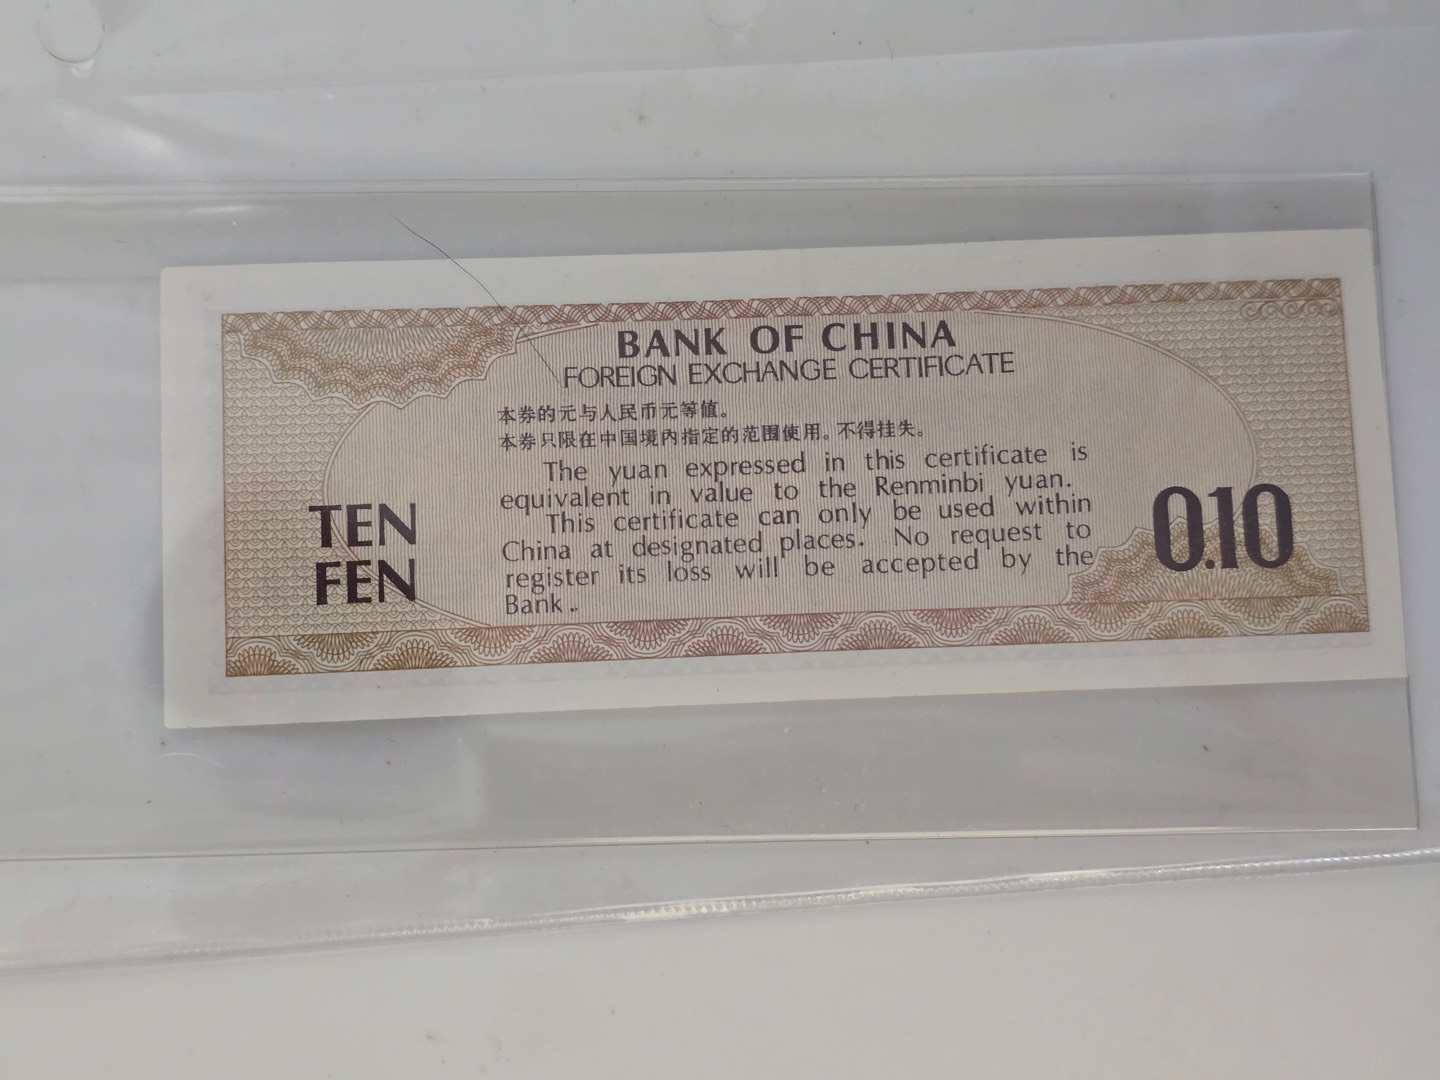 BANK OF CHINA
FOREIGN EXCHANGE CERTIFICATE
本券的元与人民币元等值。
本券只限在中国境内指定的范围使用。不得挂失。
The yuan expressed in this certificate is
equivalent in value to the Renminbi yuan.
This certificate can only be used within
China at designated places. No request to
register its loss will be accepted by the
Bank..
TEN
FEN
0.10